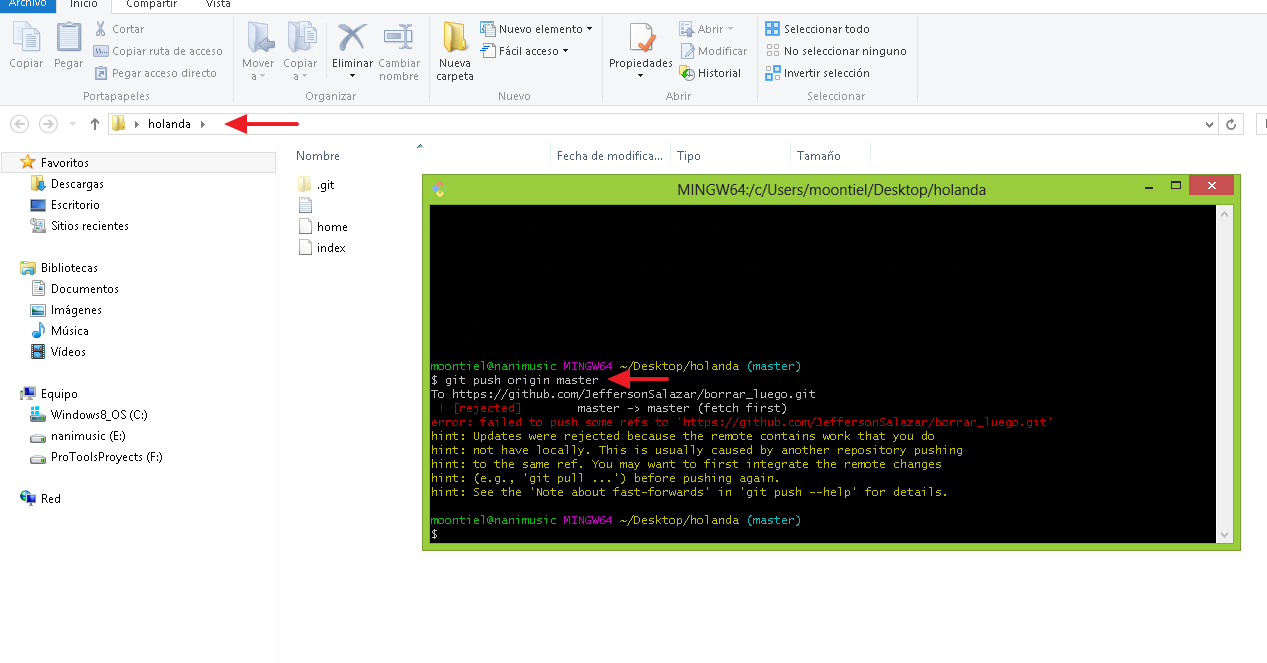 Archivo Inicio Compartir Vista
Copiar
Pegar
Cortar
Copiar ruta de acceso
Pegar acceso directo
Portapapeles
Mover a
Copiar a
Eliminar
Cambiar nombre
Organizar
Nueva carpeta
Nuevo elemento
Fácil acceso
Nuevo
Propiedades
Abrir
Modificar
Historial
Abrir
Seleccionar todo
No seleccionar ninguno
Invertir selección
Seleccionar
holanda
Favoritos
Descargas
Escritorio
Sitios recientes
Bibliotecas
Documentos
Imágenes
Música
Vídeos
Equipo
Windows8_OS (C:)
nanimusic (E:)
ProToolsProyects (F:)
Red
Nombre Fecha de modifica... Tipo Tamaño
.git
home
index
MINGW64:/c/Users/moontiel/Desktop/holanda
moontiel@nanimusic MINGW64 ~/Desktop/holanda (master)
$ git push origin master
To https://github.com/JeffersonSalazar/borrar_luego.git
! [rejected] master -> master (fetch first)
error: failed to push some refs to 'https://github.com/JeffersonSalazar/borrar_luego.git'
hint: Updates were rejected because the remote contains work that you do
hint: not have locally. This is usually caused by another repository pushing
hint: to the same ref. You may want to first integrate the remote changes
hint: (e.g., 'git pull ...') before pushing again.
hint: See the 'Note about fast-forwards' in 'git push --help' for details.
moontiel@nanimusic MINGW64 ~/Desktop/holanda (master)
$